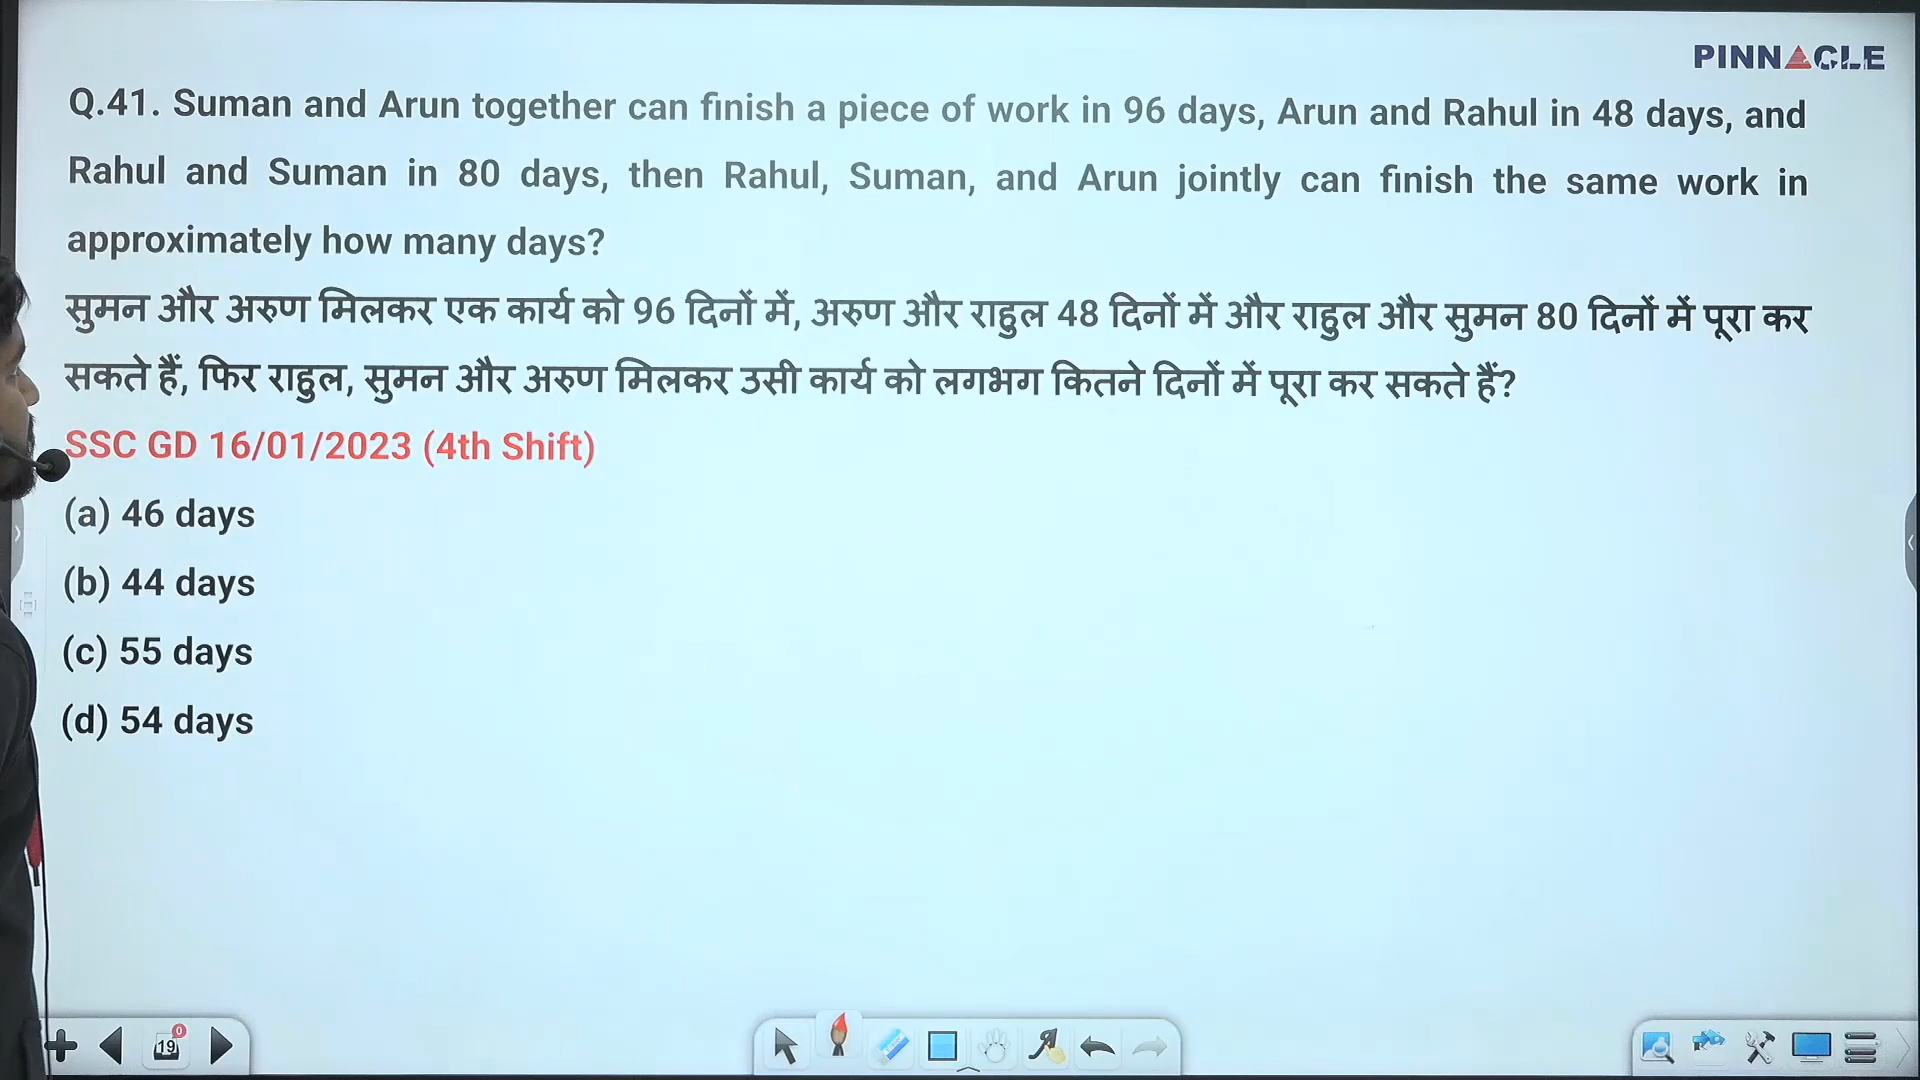 PINNACLE
Q.41. Suman and Arun together can finish a piece of work in 96 days, Arun and Rahul in 48 days, and
Rahul and Suman in 80 days, then Rahul, Suman, and Arun jointly can finish the same work in
approximately how many days?
सुमन और अरुण मिलकर एक कार्य को 96 दिनों में, अरुण और राहुल 48 दिनों में और राहुल और सुमन 80 दिनों में पूरा कर
सकते हैं, फिर राहुल, सुमन और अरुण मिलकर उसी कार्य को लगभग कितने दिनों में पूरा कर सकते हैं?
SSC GD 16/01/2023 (4th Shift)
(a) 46 days
(b) 44 days
(c) 55 days
(d) 54 days
19
0